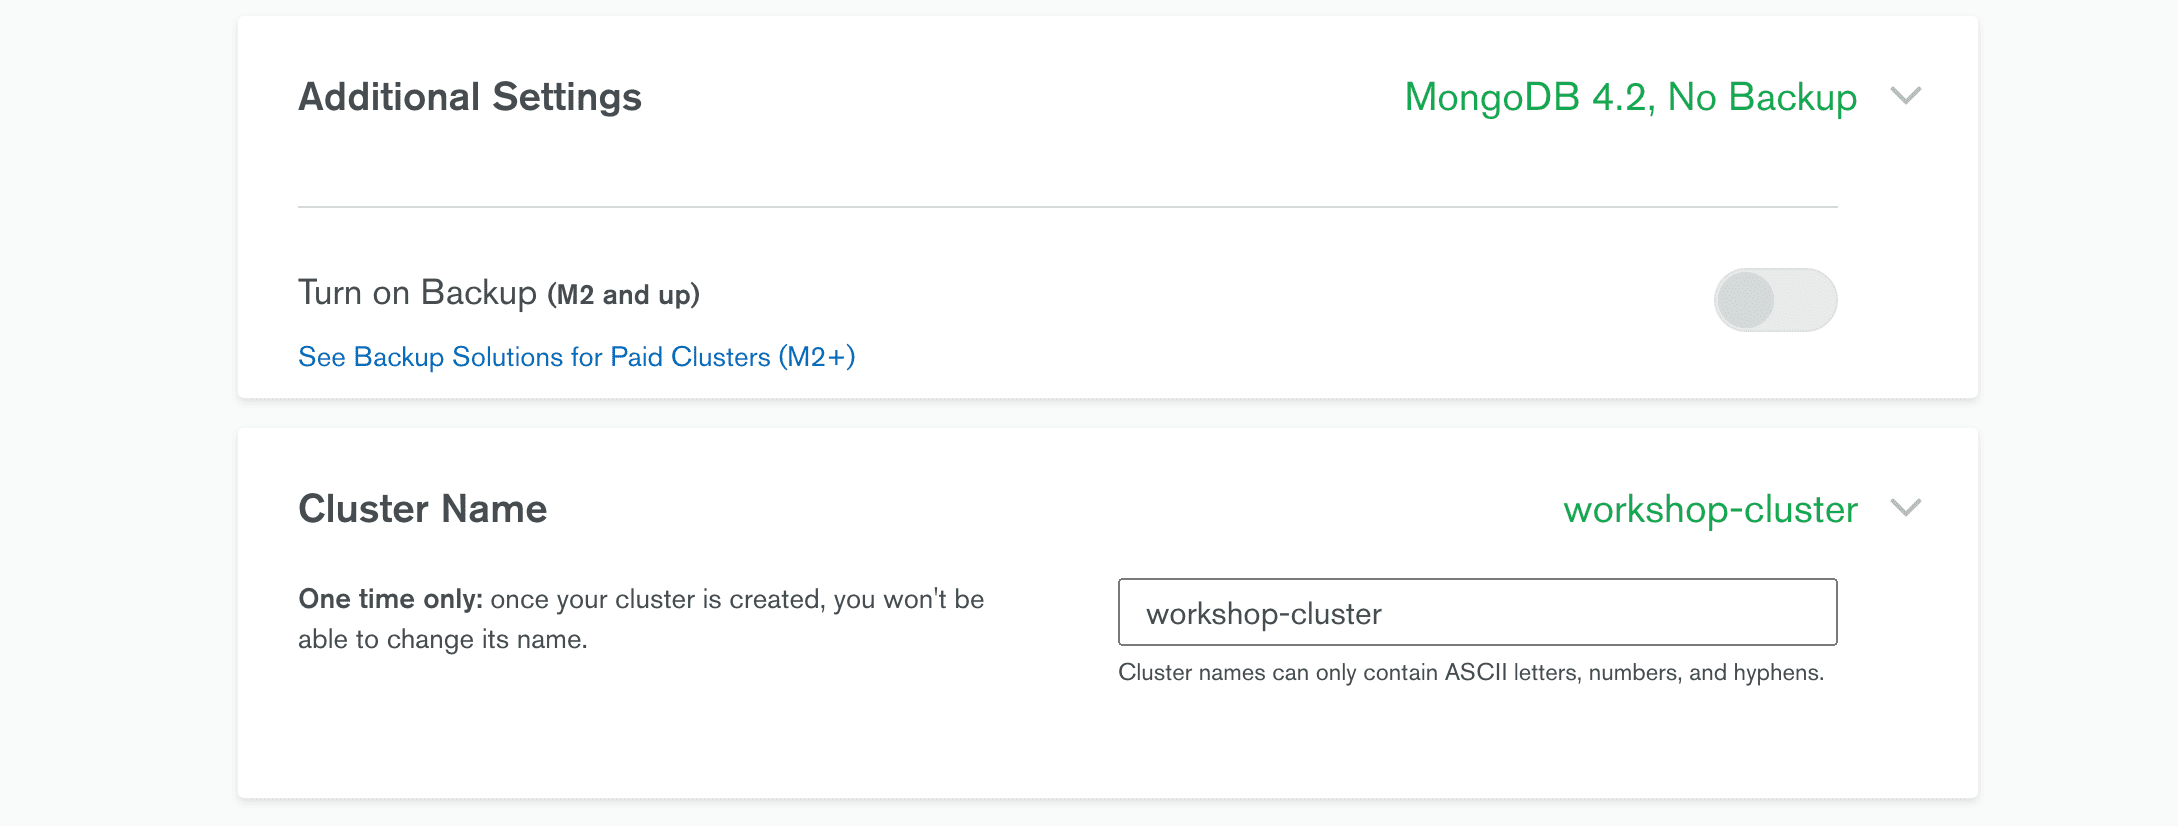 Additional Settings
MongoDB 4.2, No Backup
Turn on Backup (M2 and up)
See Backup Solutions for Paid Clusters (M2+)
Cluster Name
workshop-cluster
One time only: once your cluster is created, you won't be
able to change its name.
workshop-cluster
Cluster names can only contain ASCII letters, numbers, and hyphens.